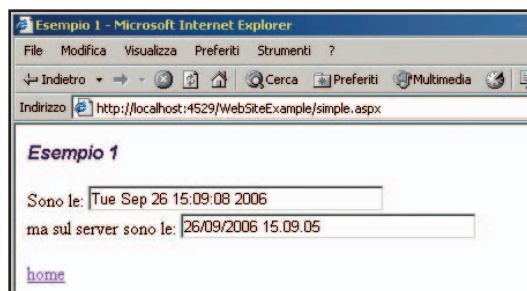 Esempio 1 - Microsoft Internet Explorer
File Modifica Visualizza Preferiti Strumenti ?
Indietro Cerca Preferiti Multimedia
Indirizzo http://localhost:4529/WebSiteExample/simple.aspx
Esempio 1
Sono le: Tue Sep 26 15:09:08 2006
ma sul server sono le: 26/09/2006 15.09.05
home